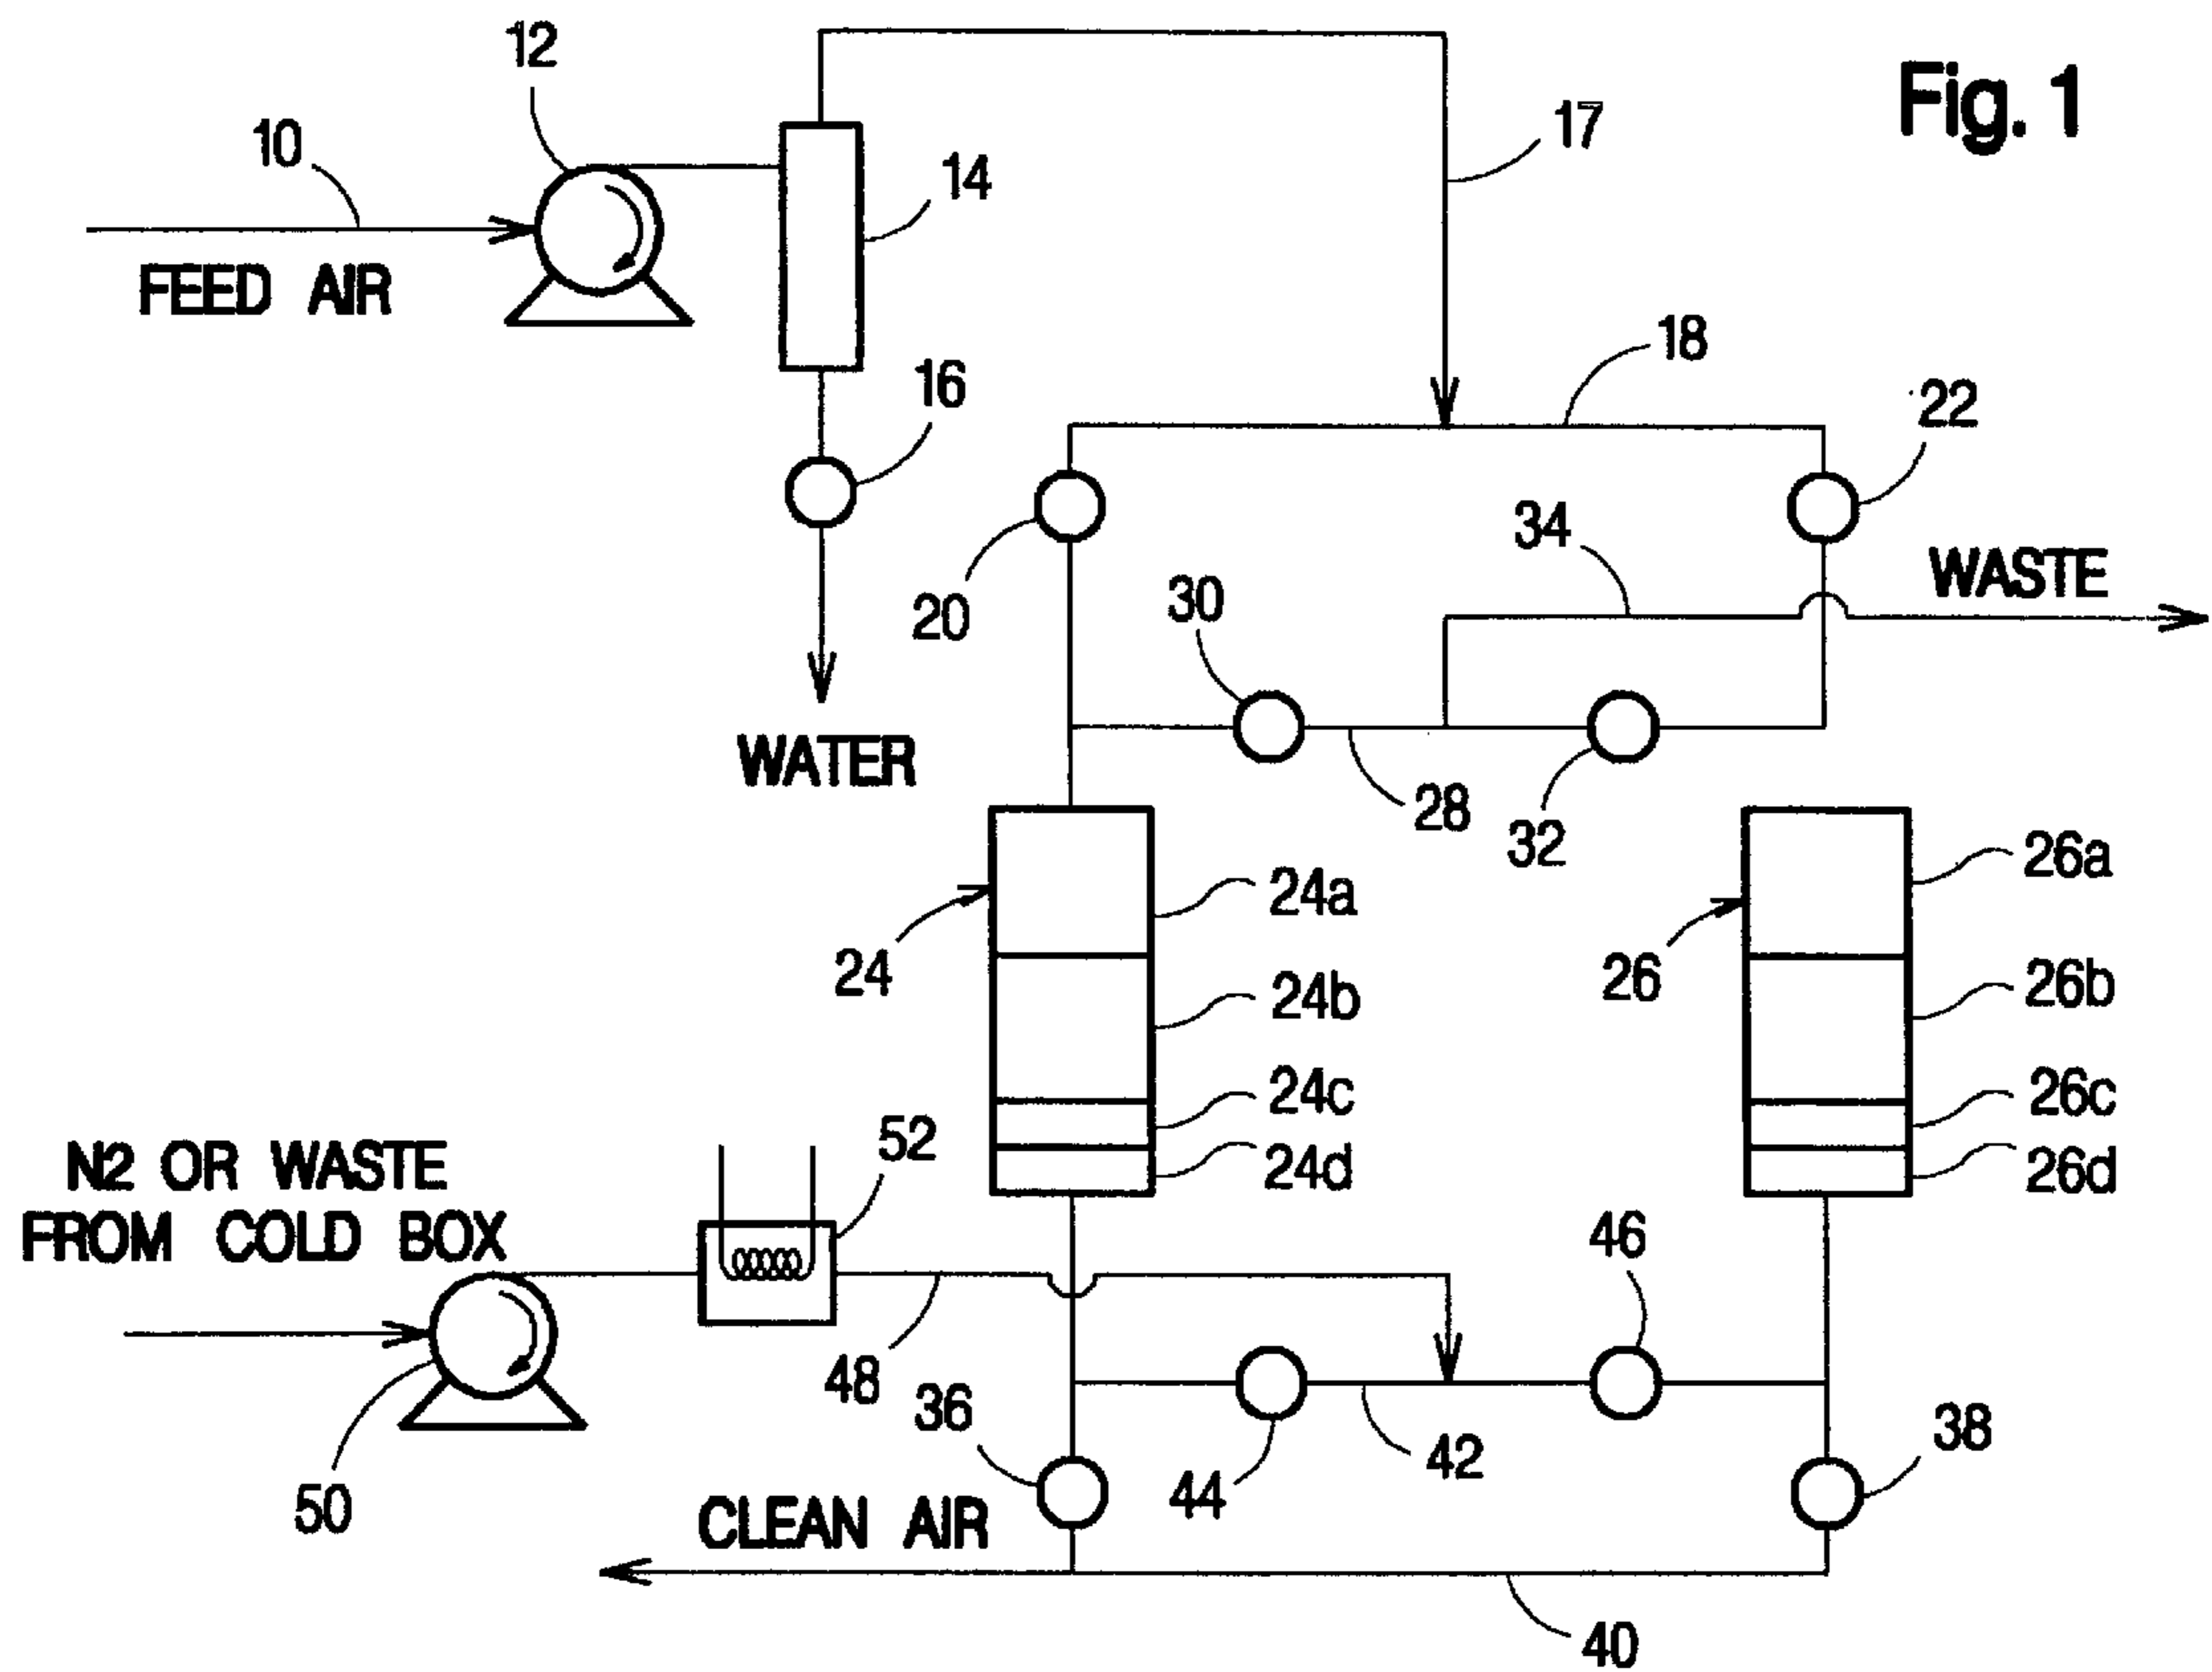 Fig. 1
12
10
14
17
FEED AIR
16
18
22
20
30
34
WASTE
WATER
28
32
24
24a
24b
24c
24d
26
26a
26b
26c
26d
N2 OR WASTE
FROM COLD BOX
52
48
46
50
36
44
42
38
CLEAN AIR
40